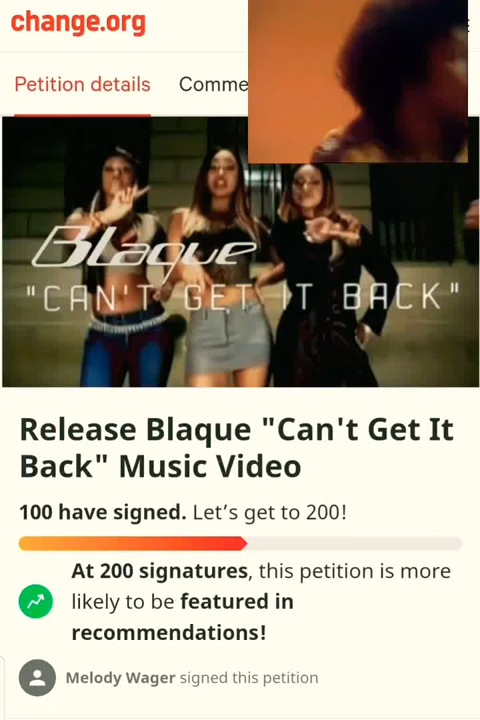 change.org
Petition details Comme
Blaque
"CAN'T GET IT BACK"
Release Blaque "Can't Get It
Back" Music Video
100 have signed. Let’s get to 200!
At 200 signatures, this petition is more
likely to be featured in
recommendations!
Melody Wager signed this petition